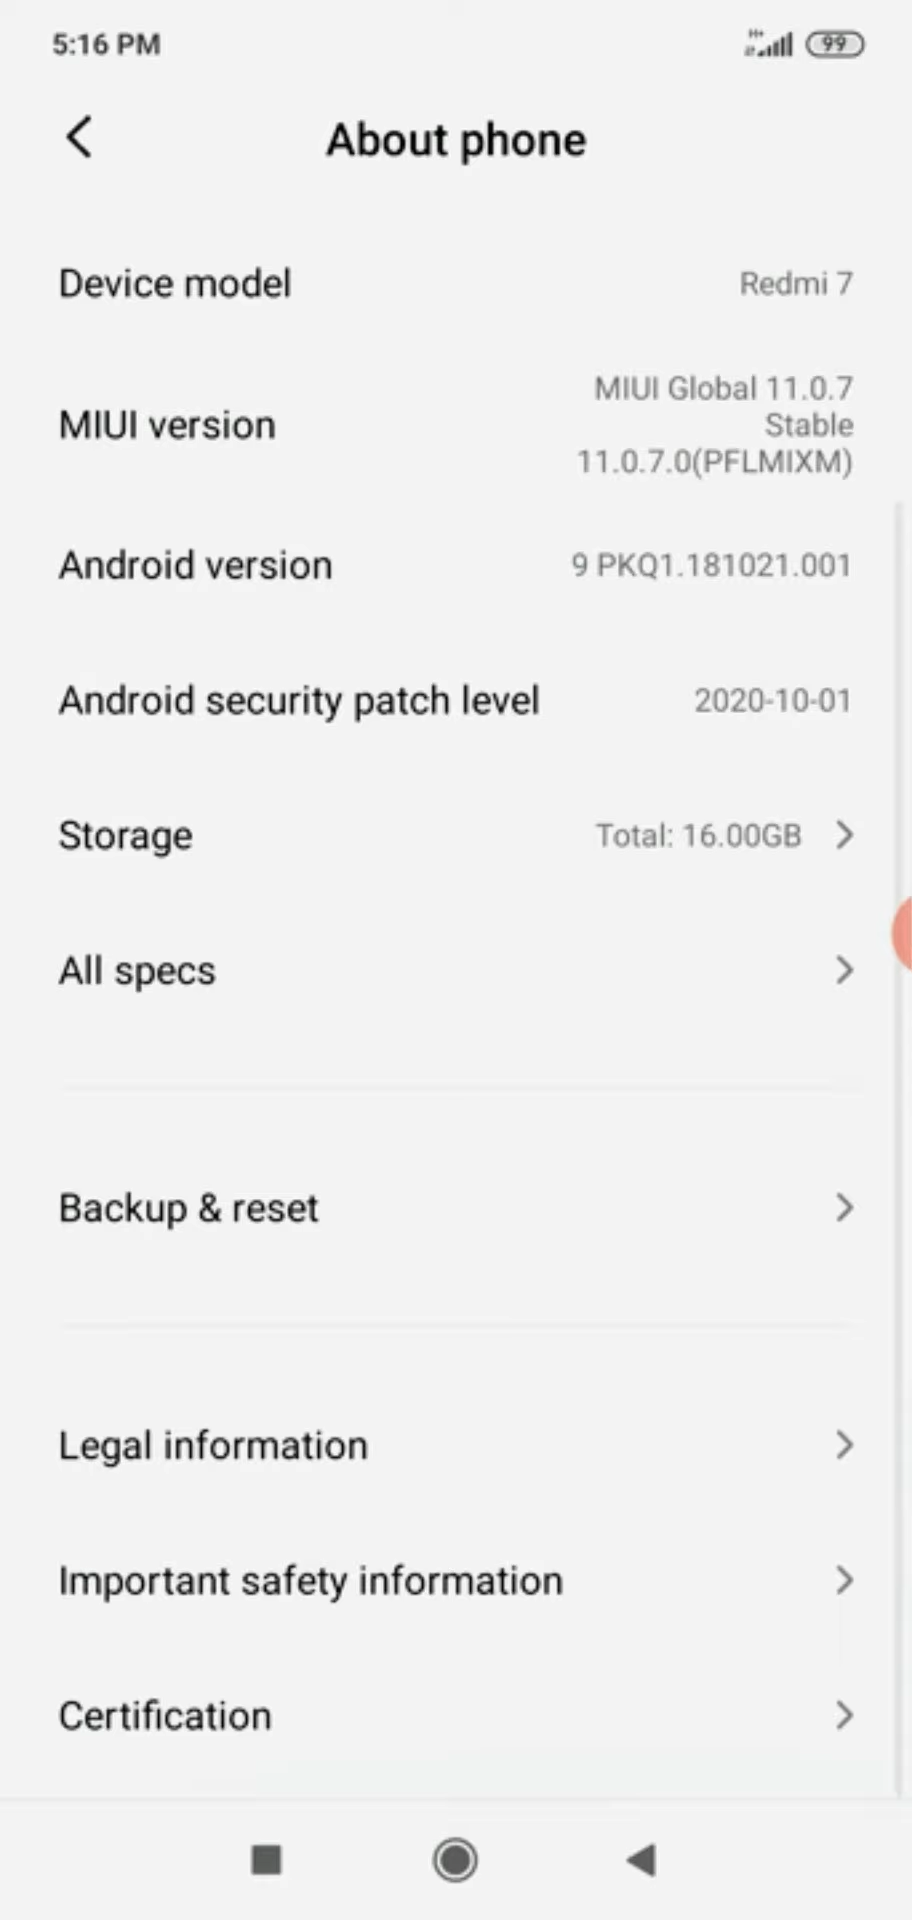 5:16 PM
H+
99
About phone
Device model
Redmi 7
MIUI version
MIUI Global 11.0.7
Stable
11.0.7.0(PFLMIXM)
Android version
9 PKQ1.181021.001
Android security patch level
2020-10-01
Storage
Total: 16.00GB
All specs
Backup & reset
Legal information
Important safety information
Certification